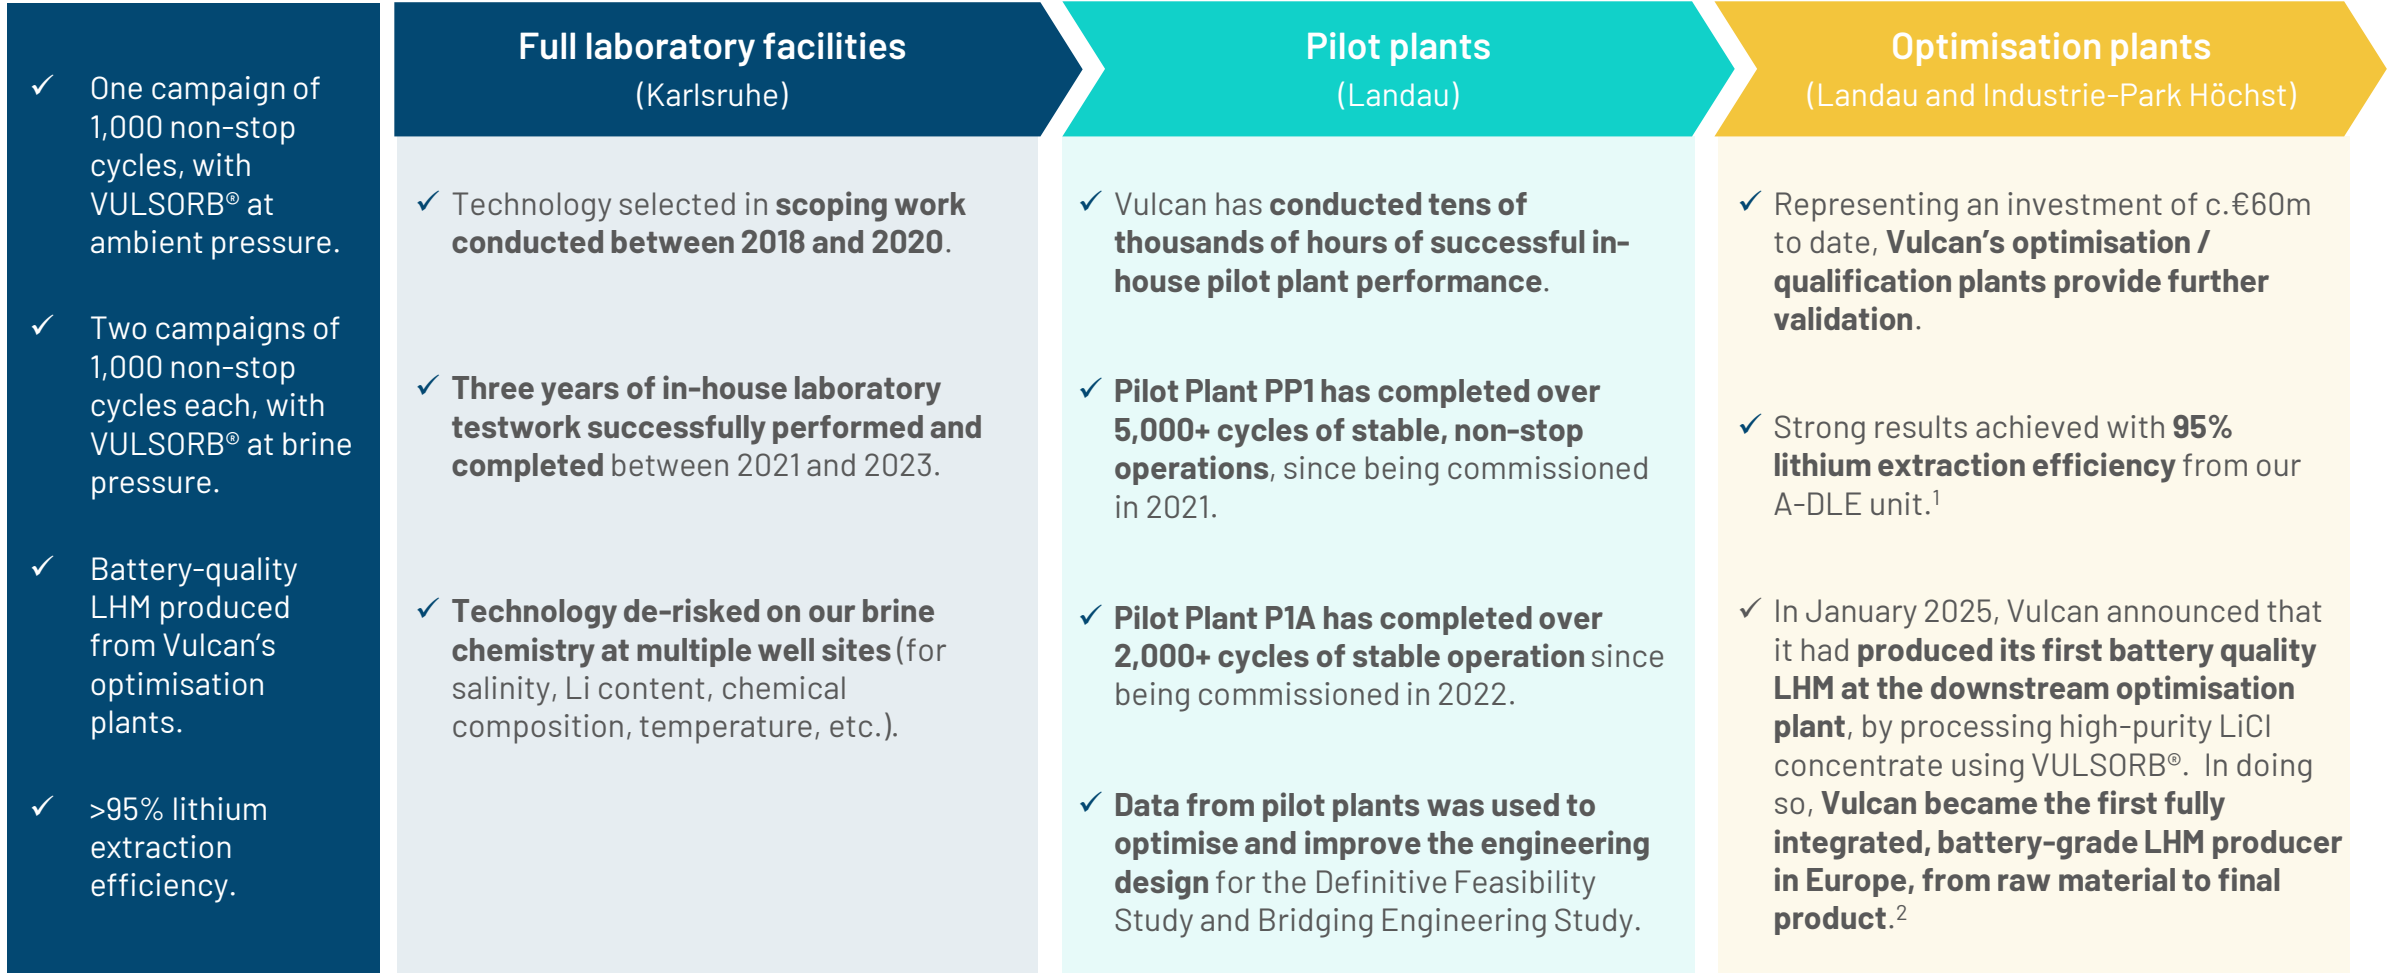 One campaign of
1,000 non-stop
cycles, with
VULSORB® at
ambient pressure.
Two campaigns of
1,000 non-stop
cycles each, with
VULSORB® at brine
pressure.
Battery-quality
LHM produced
from Vulcan's
optimisation
plants.
>95% lithium
extraction
efficiency.
Full laboratory facilities
(Karlsruhe)
Technology selected in scoping work
conducted between 2018 and 2020.
Three years of in-house laboratory
testwork successfully performed and
completed between 2021 and 2023.
Technology de-risked on our brine
chemistry at multiple well sites (for
salinity, Li content, chemical
composition, temperature, etc.).
Pilot plants
(Landau)
Vulcan has conducted tens of
thousands of hours of successful in-
house pilot plant performance.
Pilot Plant PP1 has completed over
5,000+ cycles of stable, non-stop
operations, since being commissioned
in 2021.
Pilot Plant P1A has completed over
2,000+ cycles of stable operation since
being commissioned in 2022.
Data from pilot plants was used to
optimise and improve the engineering
design for the Definitive Feasibility
Study and Bridging Engineering Study.
Optimisation plants
(Landau and Industrie-Park Höchst)
Representing an investment of c.€60m
to date, Vulcan's optimisation /
qualification plants provide further
validation.
Strong results achieved with 95%
lithium extraction efficiency from our
A-DLE unit.1
In January 2025, Vulcan announced that
it had produced its first battery quality
LHM at the downstream optimisation
plant, by processing high-purity LiCl
concentrate using VULSORB®. In doing
so, Vulcan became the first fully
integrated, battery-grade LHM producer
in Europe, from raw material to final
product.2